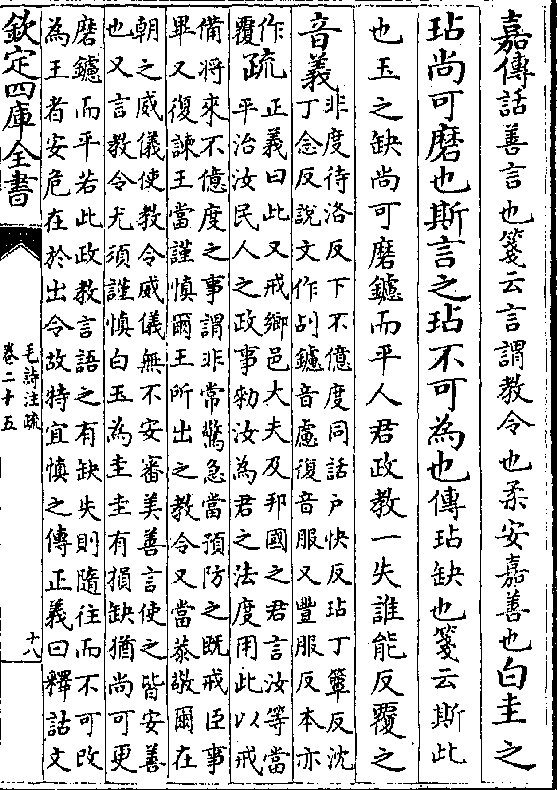 嘉傳話善言也箋云言謂教令也柔安嘉善也白圭之
玷尚可磨也斯言之玷不可為也傳玷缺也箋云斯此
也玉之缺尚可磨鑢而平人君政教一失誰能反覆之
音義
非度待洛反下不億度同話户快反玷丁簟反沈
丁念反說文作㓠鑢音慮復音服又豐服反本亦
作
覆
疏
正義曰此又戒鄉邑大夫及邦國之君言汝等當
平治汝民人之政事勑汝為君之法度用此以戒
備將來不億度之事謂非常驚急當預防之既戒臣事
畢又復諫王當謹慎爾王所出之教令又當恭敬爾在
朝之威儀使教令威儀無不安審美善言使之皆安善
也又言教令尤須謹慎白玉為圭圭有損缺猶尚可更
磨鑢而平若此政教言語之有缺失則隨往而不可改
為王者安危在於出令故特宜慎之傳正義曰釋詁文
欽定四庫全書
毛詩注疏
卷二十五
十八